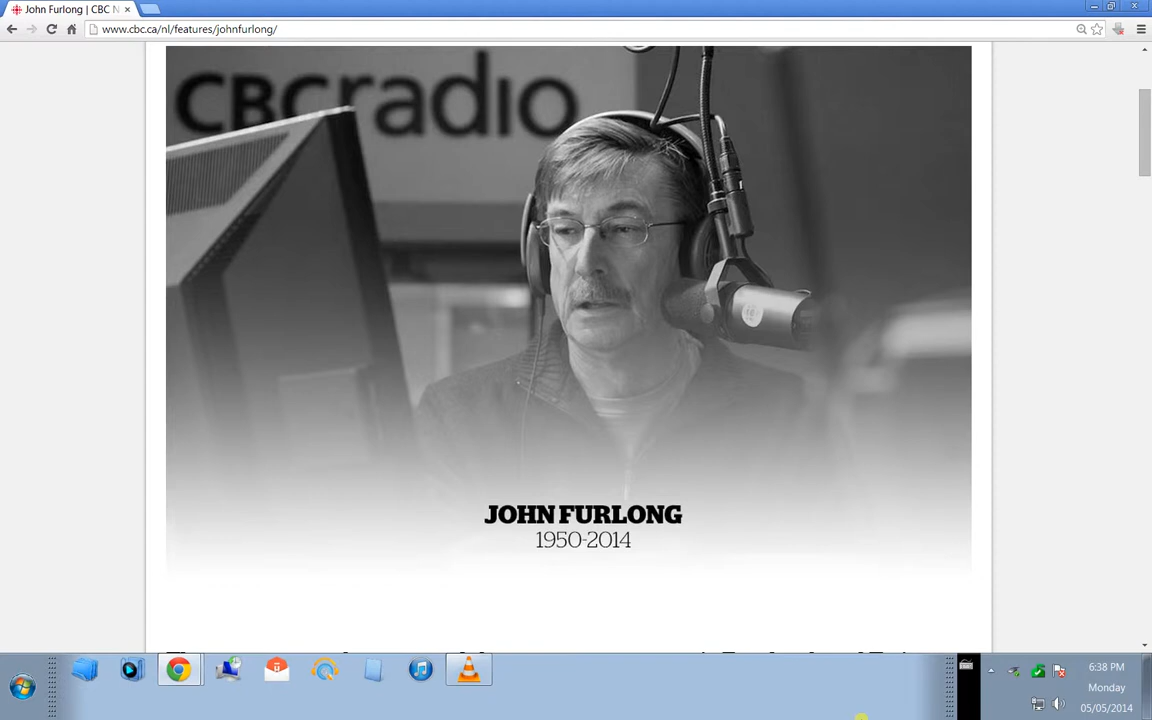 John Furlong | CBC N
www.cbc.ca/nl/features/johnfurlong/
CBCradio
JOHN FURLONG
1950-2014
6:38 PM
Monday
05/05/2014